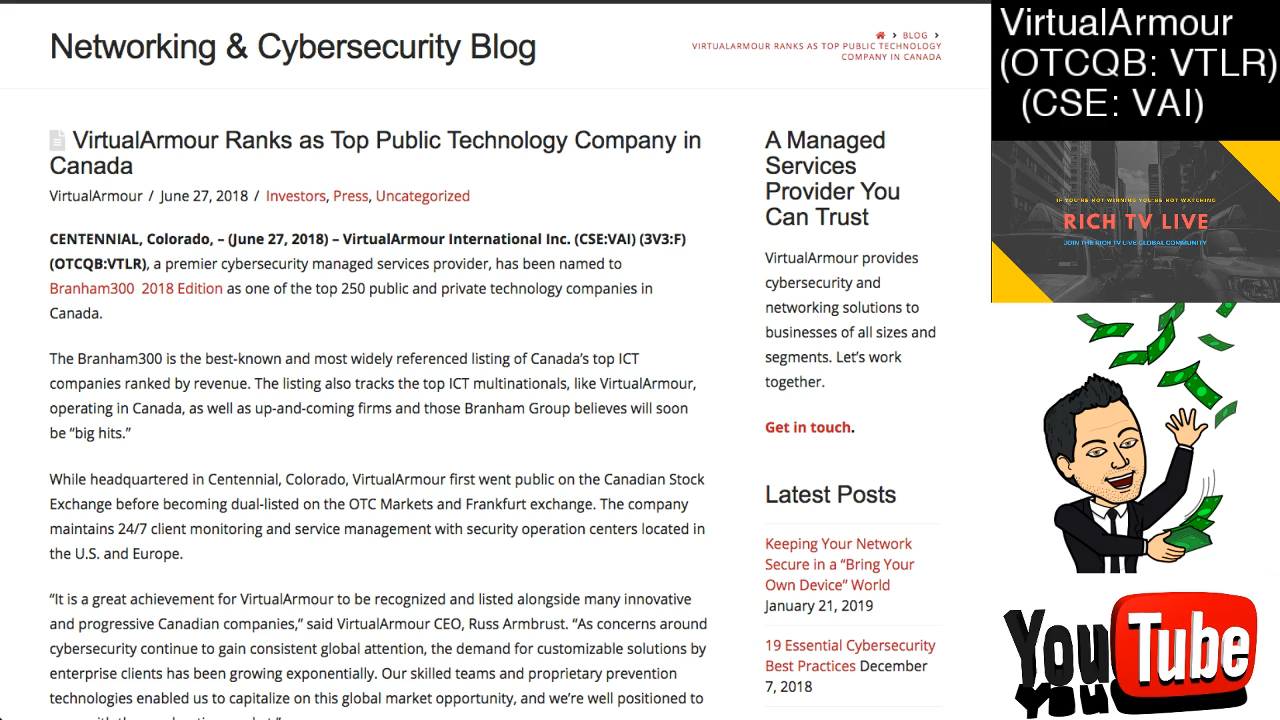 Networking & Cybersecurity Blog
BLOG
VIRTUALARMOUR RANKS AS TOP PUBLIC TECHNOLOGY
COMPANY IN CANADA
VirtualArmour Ranks as Top Public Technology Company in
Canada
VirtualArmour / June 27, 2018 / Investors, Press, Uncategorized
CENTENNIAL, Colorado, – (June 27, 2018) – VirtualArmour International Inc. (CSE:VAI) (3V3:F)
(OTCQB:VTLR), a premier cybersecurity managed services provider, has been named to
Branham300 2018 Edition as one of the top 250 public and private technology companies in
Canada.
The Branham300 is the best-known and most widely referenced listing of Canada's top ICT
companies ranked by revenue. The listing also tracks the top ICT multinationals, like VirtualArmour,
operating in Canada, as well as up-and-coming firms and those Branham Group believes will soon
be “big hits.”
While headquartered in Centennial, Colorado, VirtualArmour first went public on the Canadian Stock
Exchange before becoming dual-listed on the OTC Markets and Frankfurt exchange. The company
maintains 24/7 client monitoring and service management with security operation centers located in
the U.S. and Europe.
“It is a great achievement for VirtualArmour to be recognized and listed alongside many innovative
and progressive Canadian companies,” said VirtualArmour CEO, Russ Armbrust. “As concerns around
cybersecurity continue to gain consistent global attention, the demand for customizable solutions by
enterprise clients has been growing exponentially. Our skilled teams and proprietary prevention
technologies enabled us to capitalize on this global market opportunity, and we're well positioned to
A Managed
Services
Provider You
Can Trust
VirtualArmour provides
cybersecurity and
networking solutions to
businesses of all sizes and
segments. Let's work
together.
Get in touch.
Latest Posts
Keeping Your Network
Secure in a “Bring Your
Own Device” World
January 21, 2019
19 Essential Cybersecurity
Best Practices December
7, 2018
VirtualArmour
(OTCQB: VTLR)
(CSE: VAI)
IF YOU'RE NOT WINNING YOU'RE NOT WATCHING
RICH TV LIVE
JOIN THE RICH TV LIVE GLOBAL COMMUNITY
YouTube